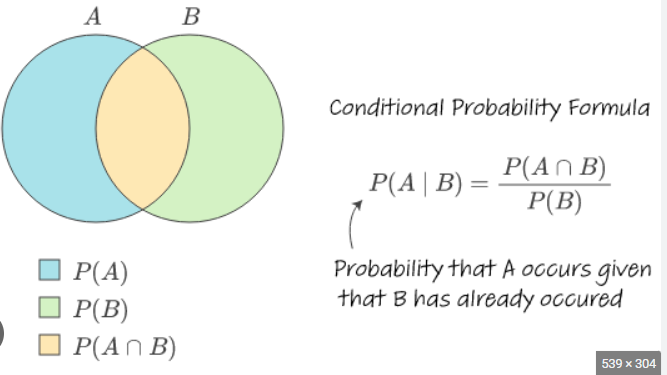 A B
Conditional Probability Formula
P(A | B) = P(A ∩ B) / P(B)
Probability that A occurs given
that B has already occured
P(A)
P(B)
P(A ∩ B)
539 × 304